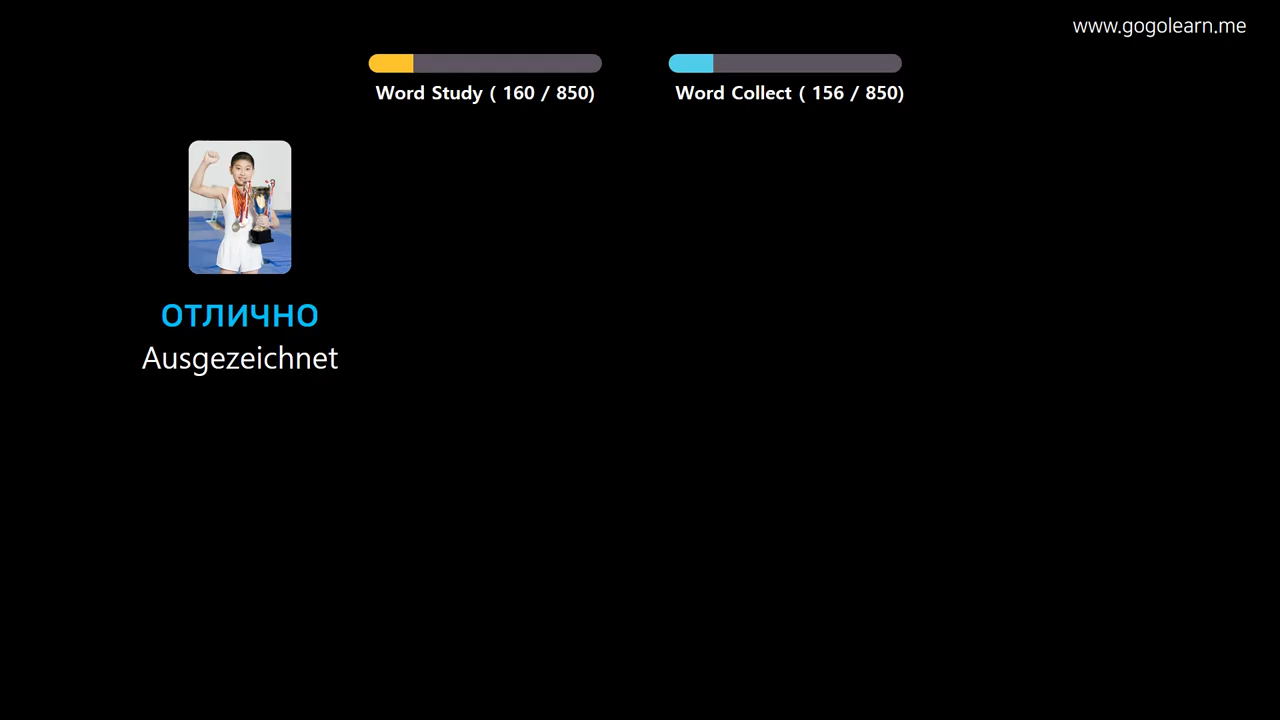 www.gogolearn.me
Word Study ( 160 / 850)
Word Collect ( 156 / 850)
отлично
Ausgezeichnet